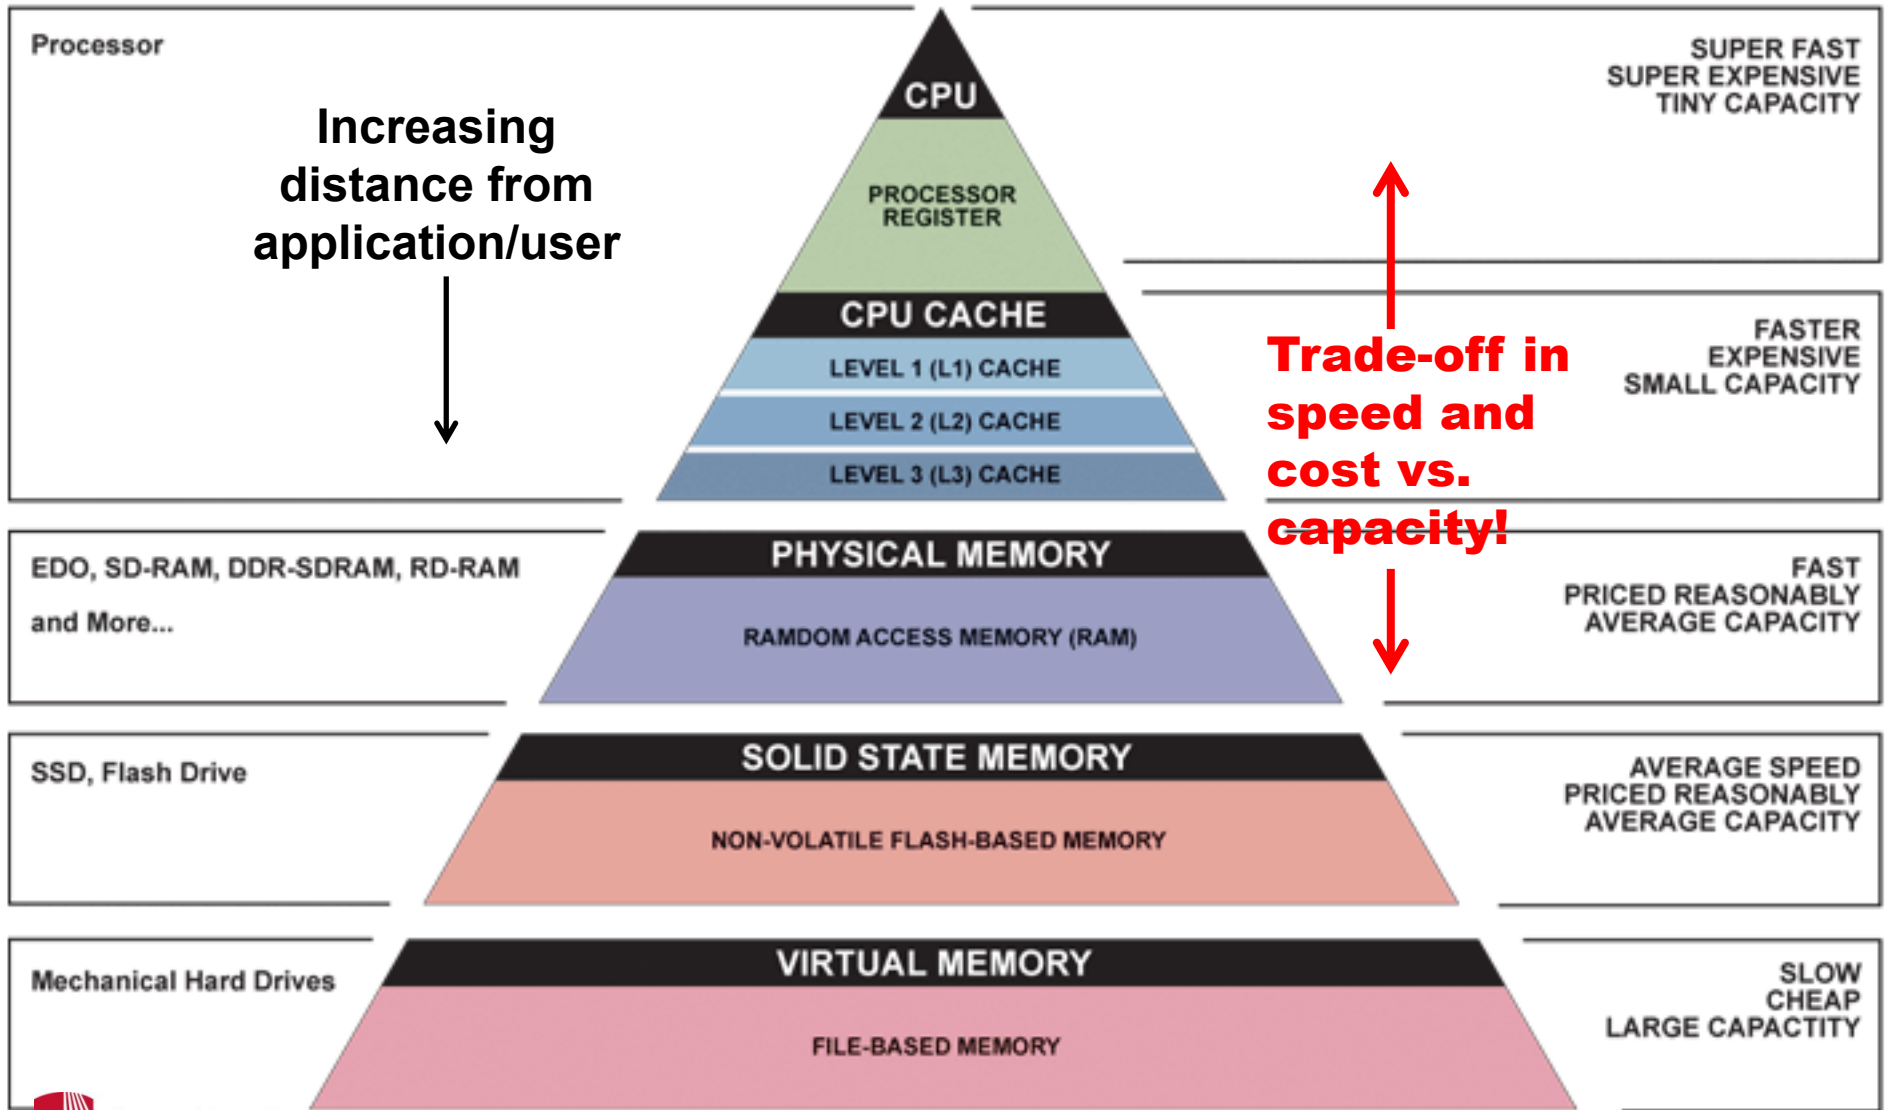 Processor
Increasing
distance from
application/user
CPU
PROCESSOR
REGISTER
SUPER FAST
SUPER EXPENSIVE
TINY CAPACITY
CPU CACHE
LEVEL 1 (L1) CACHE
LEVEL 2 (L2) CACHE
LEVEL 3 (L3) CACHE
Trade-off in
speed and
cost vs.
capacity!
FASTER
EXPENSIVE
SMALL CAPACITY
EDO, SD-RAM, DDR-SDRAM, RD-RAM
and More...
PHYSICAL MEMORY
RAMDOM ACCESS MEMORY (RAM)
FAST
PRICED REASONABLY
AVERAGE CAPACITY
SSD, Flash Drive
SOLID STATE MEMORY
NON-VOLATILE FLASH-BASED MEMORY
AVERAGE SPEED
PRICED REASONABLY
AVERAGE CAPACITY
Mechanical Hard Drives
VIRTUAL MEMORY
FILE-BASED MEMORY
SLOW
CHEAP
LARGE CAPACTITY